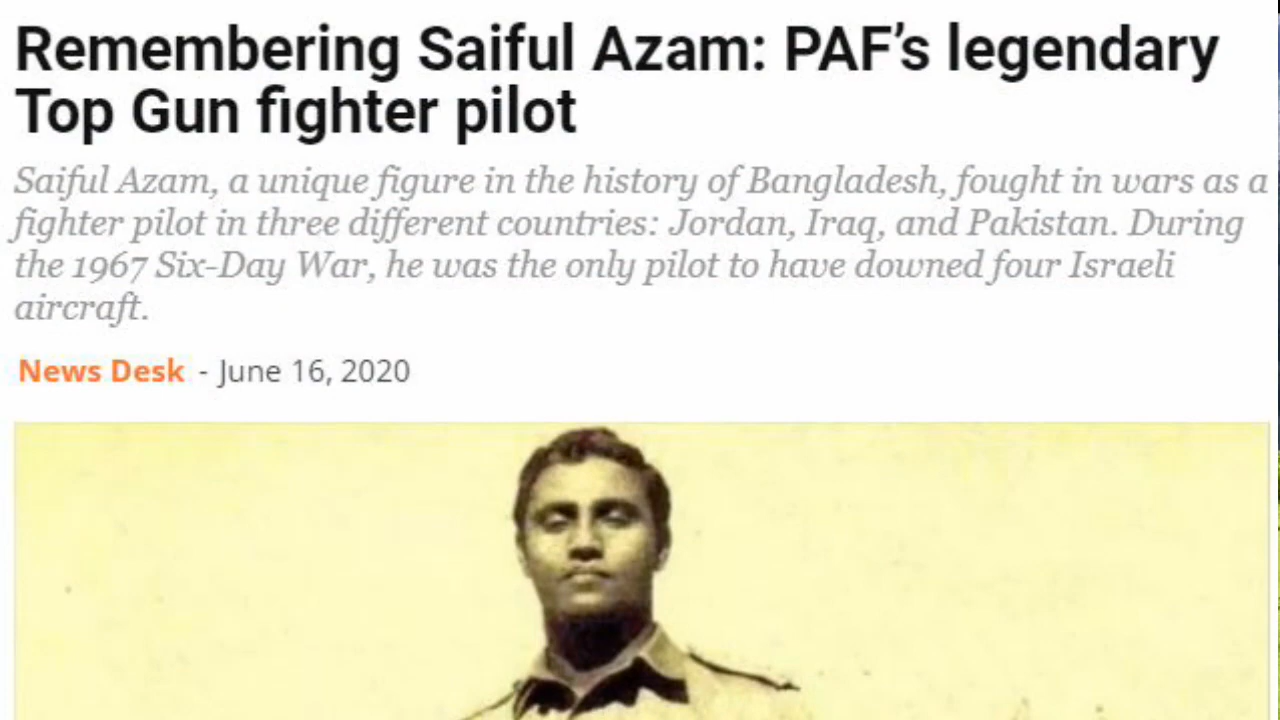 Remembering Saiful Azam: PAF’s legendary
Top Gun fighter pilot
Saiful Azam, a unique figure in the history of Bangladesh, fought in wars as a
fighter pilot in three different countries: Jordan, Iraq, and Pakistan. During
the 1967 Six-Day War, he was the only pilot to have downed four Israeli
aircraft.
News Desk - June 16, 2020